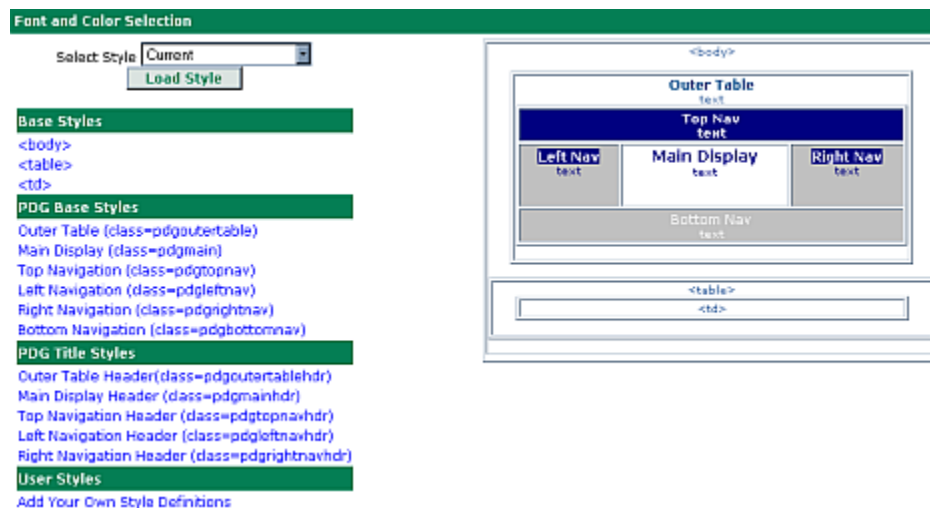 Font and Color Selection
Select Style Current
Load Style
Base Styles
<body>
<table>
<td>
PDG Base Styles
Outer Table (class=pdgoutertable)
Main Display (class=pdgmain)
Top Navigation (class=pdgtopnav)
Left Navigation (class=pdgleftnav)
Right Navigation (class=pdgrightnav)
Bottom Navigation (class=pdgbottomnav)
PDG Title Styles
Outer Table Header(class=pdgoutertablehdr)
Main Display Header (class=pdgmainhdr)
Top Navigation Header (class=pdgtopnavhdr)
Left Navigation Header (class=pdgleftnavhdr)
Right Navigation Header (class=pdgrightnavhdr)
User Styles
Add Your Own Style Definitions
<body>
Outer Table
text
Top Nav
text
Left Nav Main Display Right Nav
text text text
Bottom Nav
text
<table>
<td>